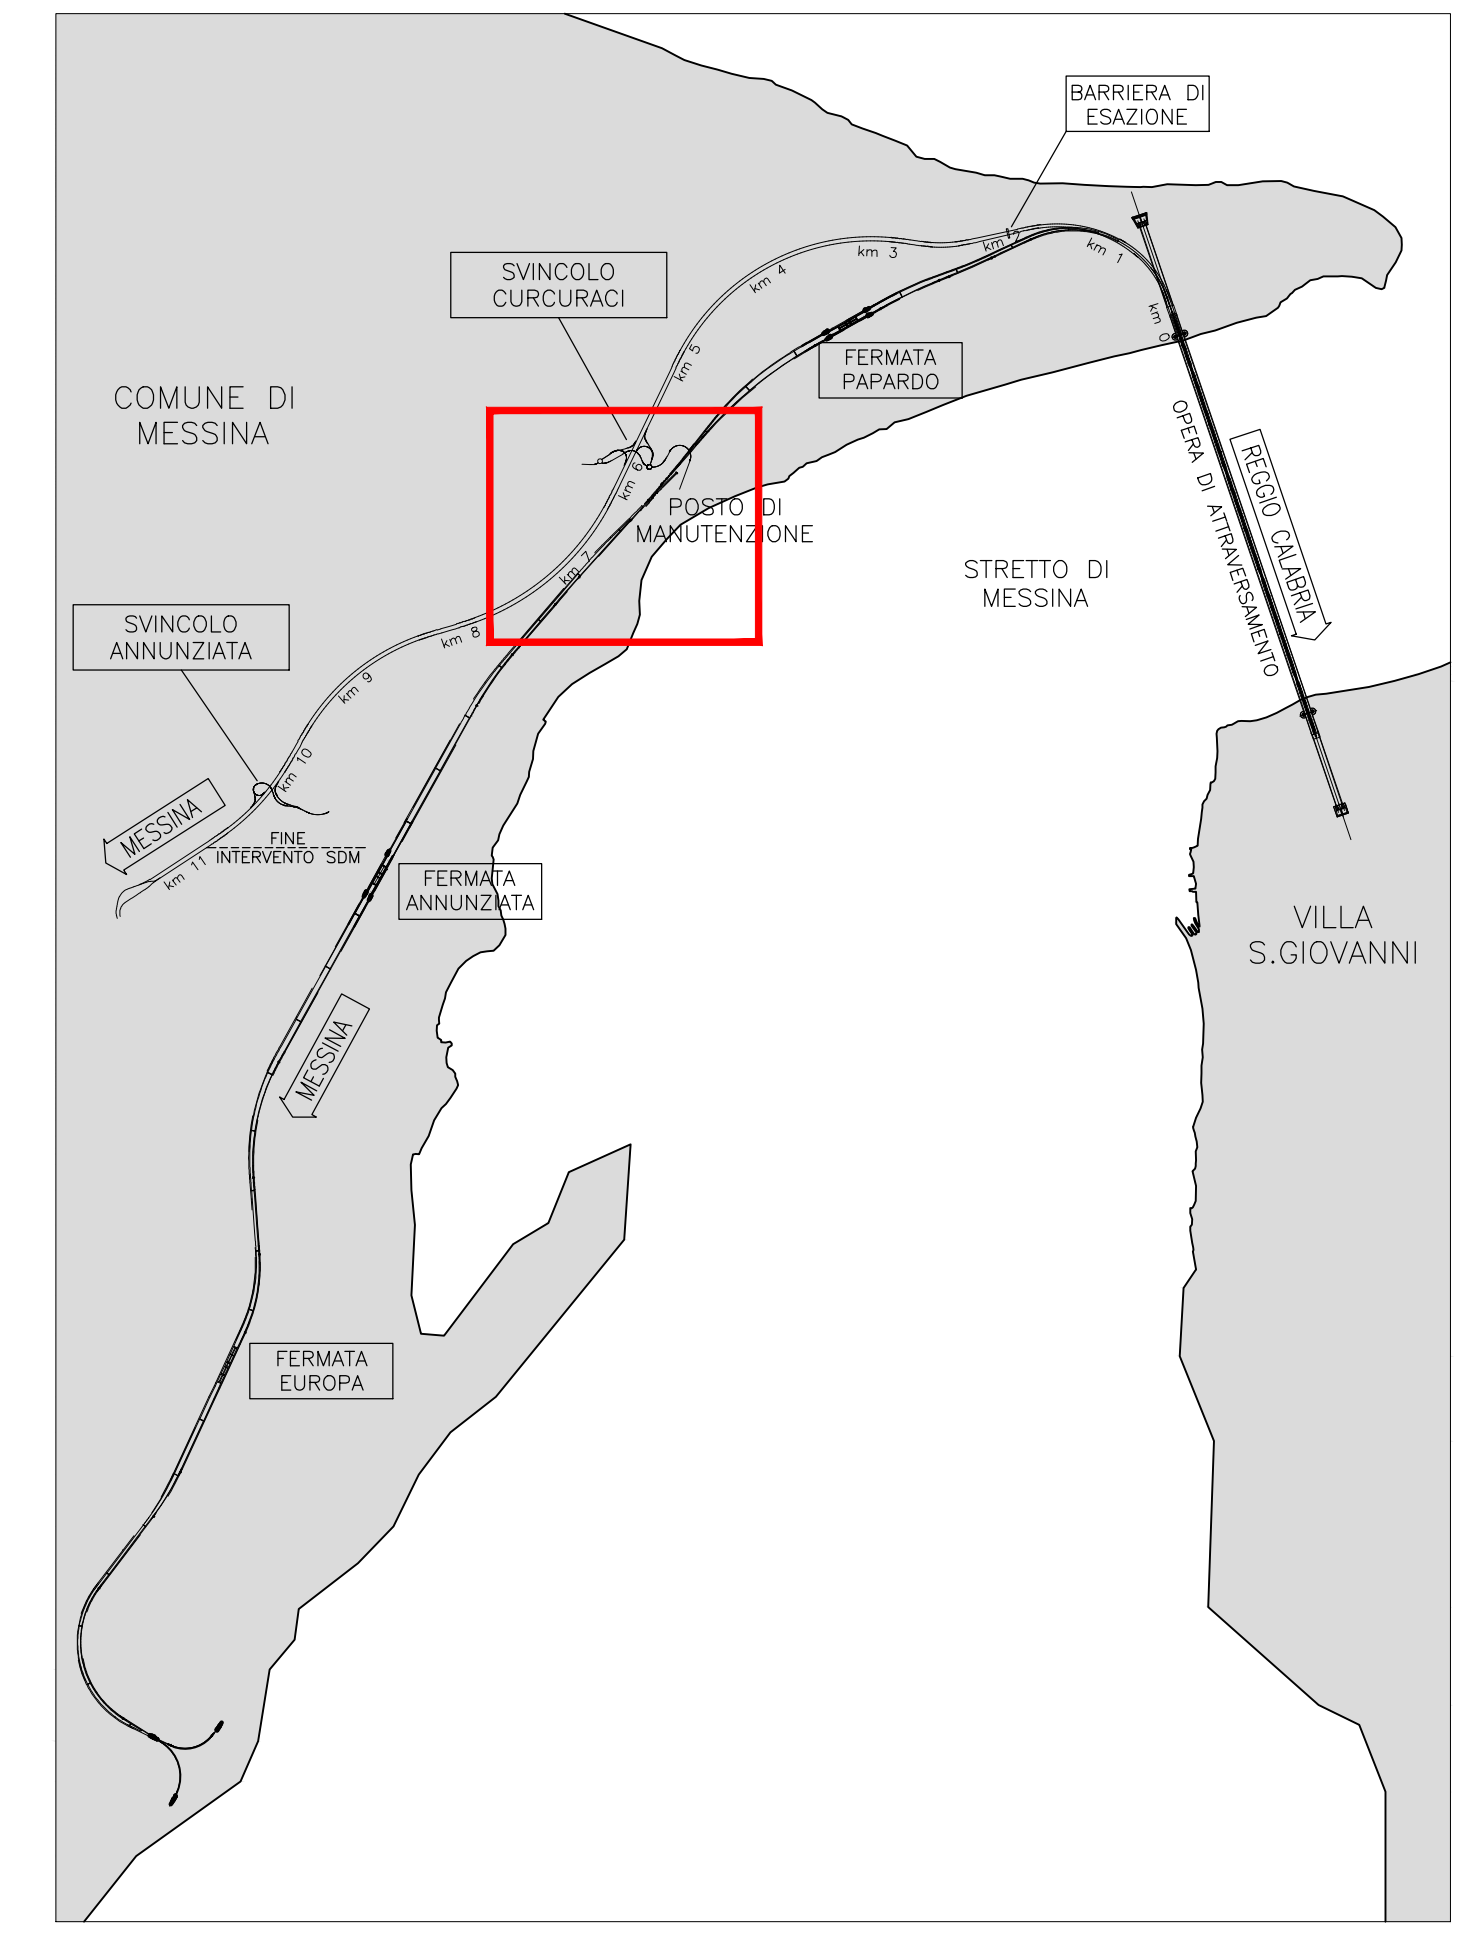 BARRIERA DI
ESAZIONE
SVINCOLO
CURCURACI
km 4
km 3
km 2
km 1
km 0
km 5
FERMATA
PAPARDO
COMUNE DI
MESSINA
km 6
POSTO DI
MANUTENZIONE
OPERA DI ATTRAVERSAMENTO
REGGIO CALABRIA
STRETTO DI
MESSINA
km 7
SVINCOLO
ANNUNZIATA
km 8
km 9
km 10
MESSINA
FINE
INTERVENTO SDM
km 11
FERMATA
ANNUNZIATA
VILLA
S.GIOVANNI
MESSINA
FERMATA
EUROPA